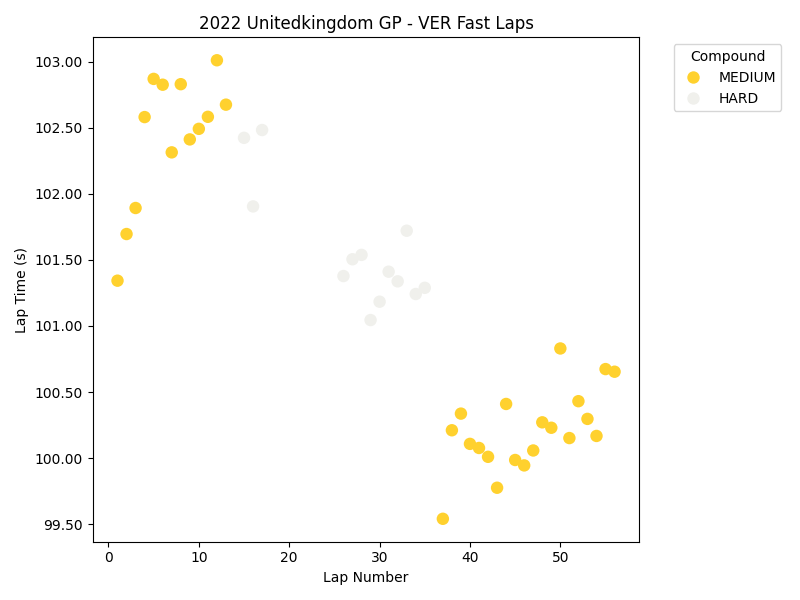 2022 Unitedkingdom GP - VER Fast Laps
Compound
MEDIUM
HARD
Lap Time (s)
103.00
102.50
102.00
101.50
101.00
100.50
100.00
99.50
0 10 20 30 40 50
Lap Number